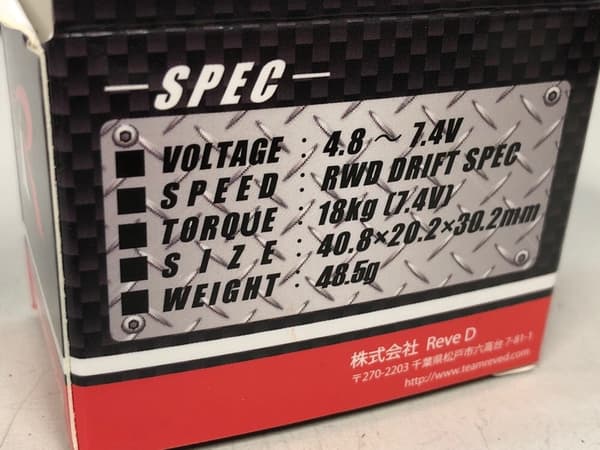 SPEC
■ VOLTAGE : 4.8～7.4V
■ SPEED : RWD DRIFT SPEC
■ TORQUE : 18Kg (7.4V)
■ SIZE : 40.8×20.2×30.2mm
■ WEIGHT : 48.5g
株式会社 Reve D
〒270-2203 千葉県松戸市六高台 7-81-1
http://www.teamreved.com